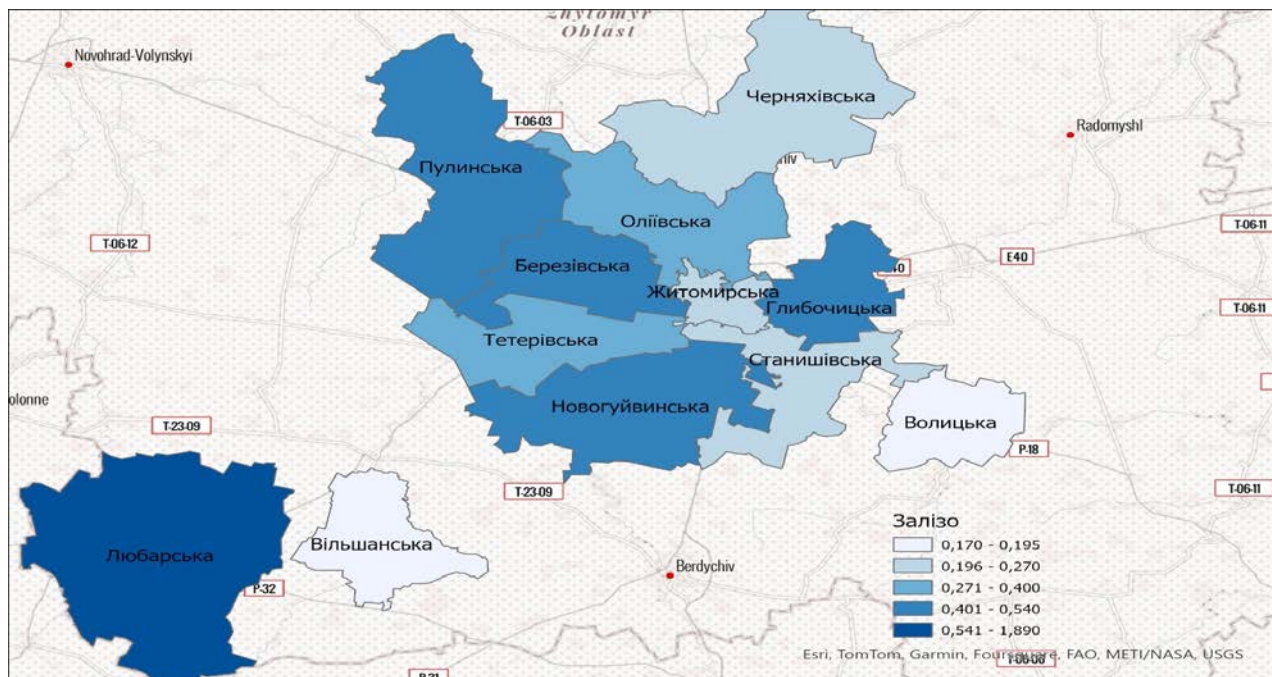 Zhytomyr
Oblast
Novohrad-Volynskyi
Черняхівська
T-06-03
Radomyshl
Пулинська
Оліївська
T-06-11
T-06-12
Березівська
E40
Житомирська
Глибочицька
T-06-11
Тетерівська
Станишівська
olonne
Новогуйвинська
Волицька
T-23-09
P-18
T-23-09
T-06-11
Залізо
0,170 - 0,195
0,196 - 0,270
0,271 - 0,400
0,401 - 0,540
0,541 - 1,890
Вільшанська
Любарська
Berdychiv
P-32
Esri, TomTom, Garmin, Foursquare, FAO, METI/NASA, USGS